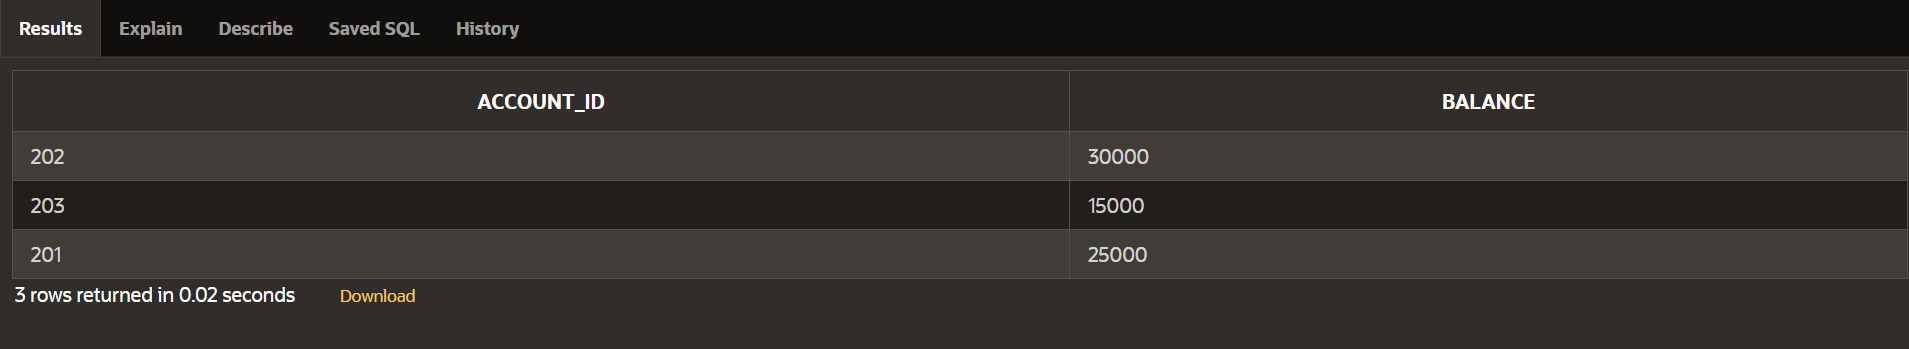 Results Explain Describe Saved SQL History
ACCOUNT_ID BALANCE
202 30000
203 15000
201 25000
3 rows returned in 0.02 seconds Download